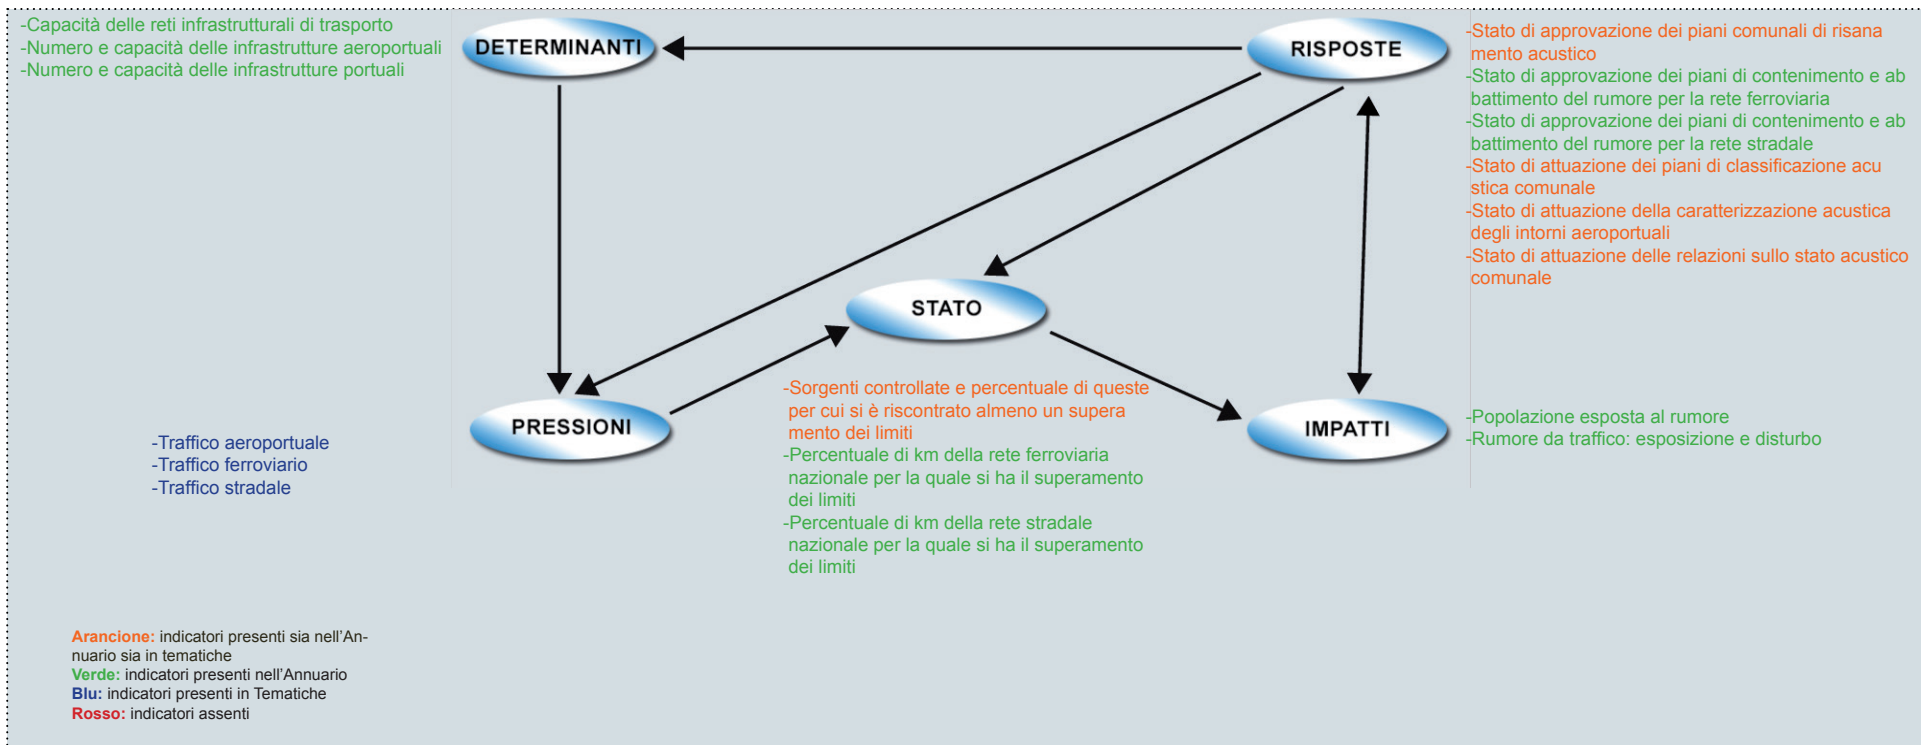 -Capacità delle reti infrastrutturali di trasporto
-Numero e capacità delle infrastrutture aeroportuali
-Numero e capacità delle infrastrutture portuali
DETERMINANTI
RISPOSTE
-Stato di approvazione dei piani comunali di risana
mento acustico
-Stato di approvazione dei piani di contenimento e ab
battimento del rumore per la rete ferroviaria
-Stato di approvazione dei piani di contenimento e ab
battimento del rumore per la rete stradale
-Stato di attuazione dei piani di classificazione acu
stica comunale
-Stato di attuazione della caratterizzazione acustica
degli intorni aeroportuali
-Stato di attuazione delle relazioni sullo stato acustico
comunale
STATO
-Sorgenti controllate e percentuale di queste
per cui si è riscontrato almeno un supera
mento dei limiti
-Percentuale di km della rete ferroviaria
nazionale per la quale si ha il superamento
dei limiti
-Percentuale di km della rete stradale
nazionale per la quale si ha il superamento
dei limiti
PRESSIONI
-Traffico aeroportuale
-Traffico ferroviario
-Traffico stradale
IMPATTI
-Popolazione esposta al rumore
-Rumore da traffico: esposizione e disturbo
Arancione: indicatori presenti sia nell'An-
nuario sia in tematiche
Verde: indicatori presenti nell'Annuario
Blu: indicatori presenti in Tematiche
Rosso: indicatori assenti